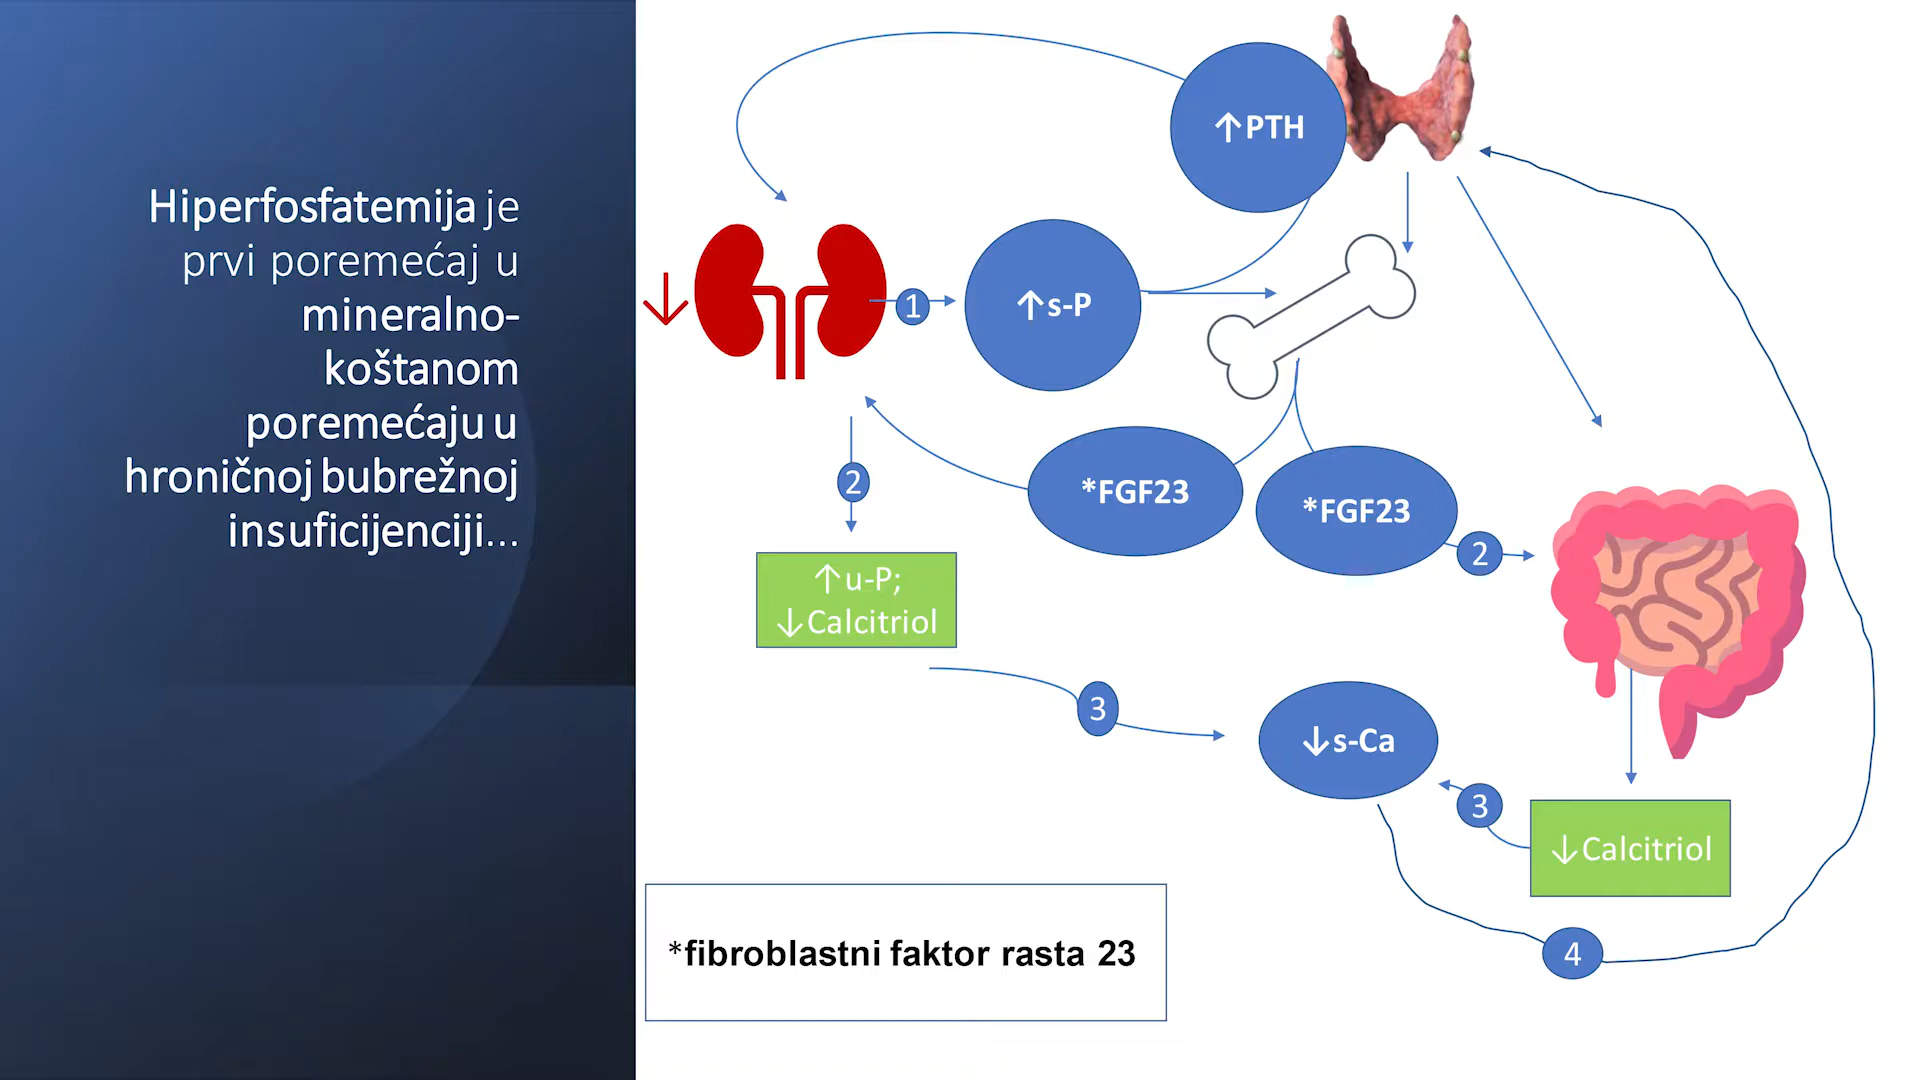 Hiperfosfatemija je
prvi poremećaj u
mineralno-
koštanom
poremećaju u
hroničnoj bubrežnoj
insuficijenciji...
↑PTH
↓
1
↑s-P
2
*FGF23
*FGF23
2
↑u-P;
↓Calcitriol
3
↓s-Ca
3
↓Calcitriol
4
*fibroblastni faktor rasta 23